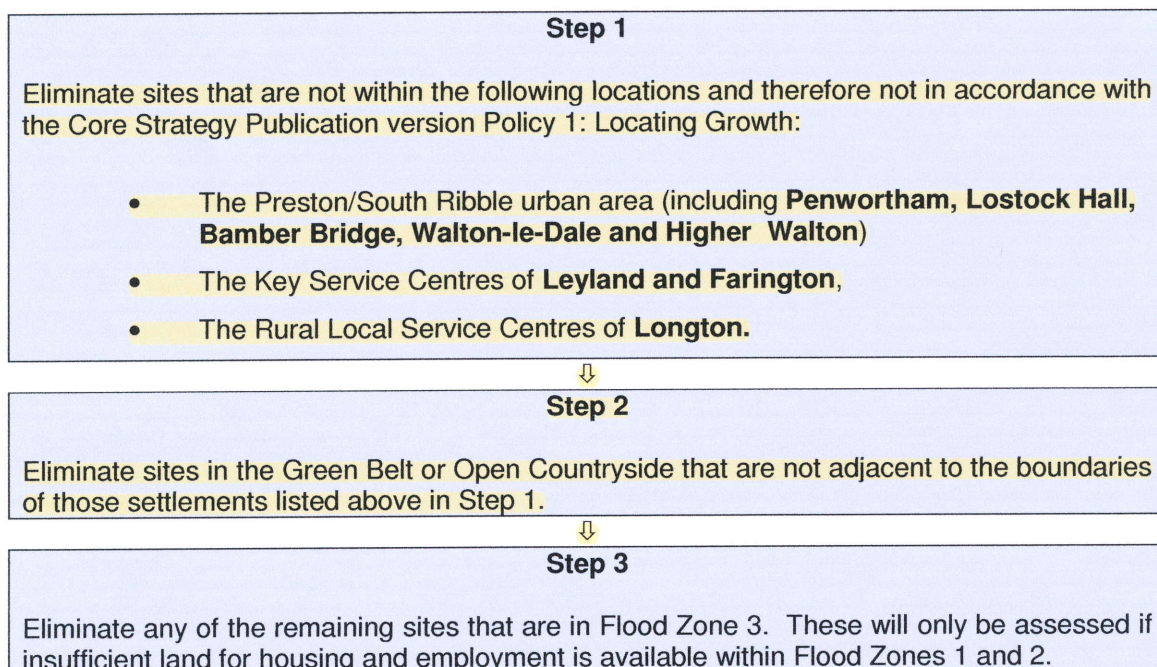 Step 1
Eliminate sites that are not within the following locations and therefore not in accordance with
the Core Strategy Publication version Policy 1: Locating Growth:
• The Preston/South Ribble urban area (including Penwortham, Lostock Hall,
Bamber Bridge, Walton-le-Dale and Higher Walton)
• The Key Service Centres of Leyland and Farington,
• The Rural Local Service Centres of Longton.
⇩
Step 2
Eliminate sites in the Green Belt or Open Countryside that are not adjacent to the boundaries
of those settlements listed above in Step 1.
⇩
Step 3
Eliminate any of the remaining sites that are in Flood Zone 3. These will only be assessed if
insufficient land for housing and employment is available within Flood Zones 1 and 2.